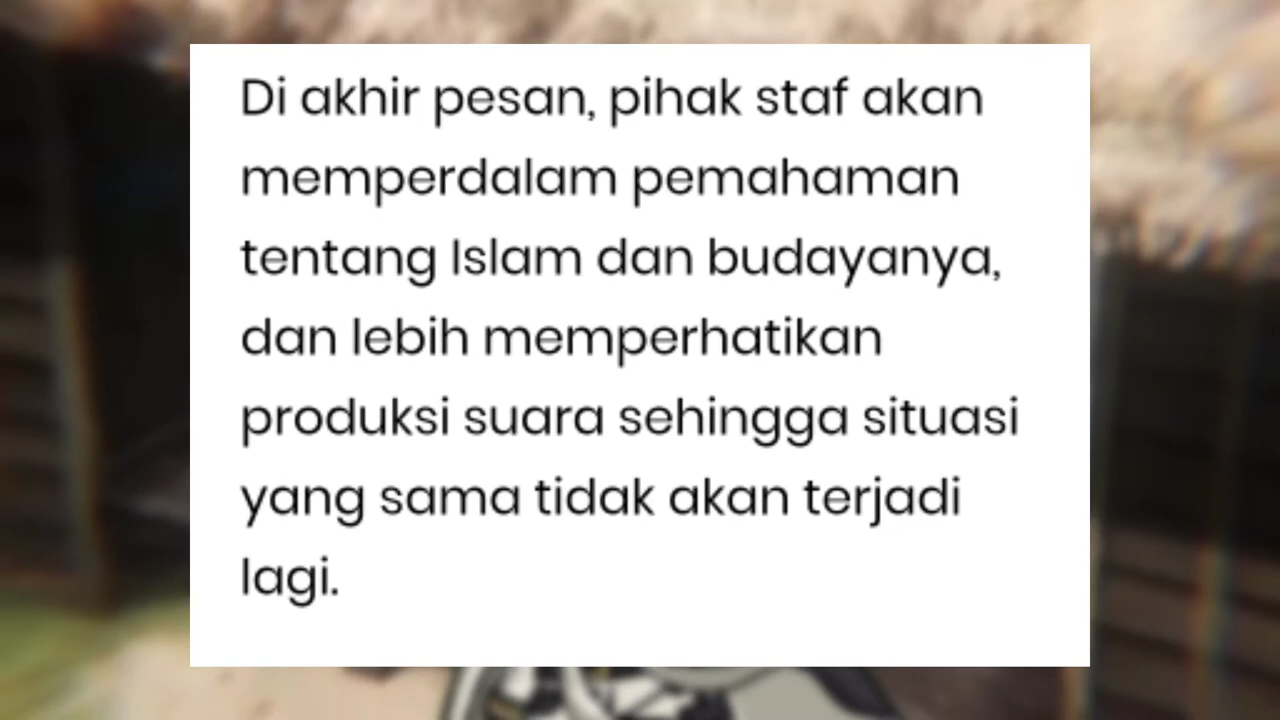 Di akhir pesan, pihak staf akan
memperdalam pemahaman
tentang Islam dan budayanya,
dan lebih memperhatikan
produksi suara sehingga situasi
yang sama tidak akan terjadi
lagi.